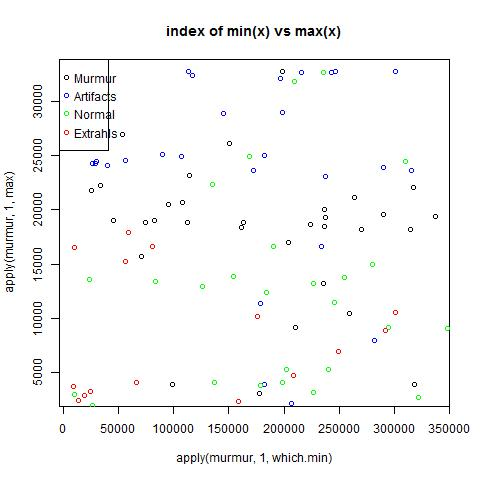 index of min(x) vs max(x)
Murmur
Artifacts
Normal
Extrahls
apply(murmur, 1, max)
30000
25000
20000
15000
10000
5000
0 50000 100000 150000 200000 250000 300000 350000
apply(murmur, 1, which.min)